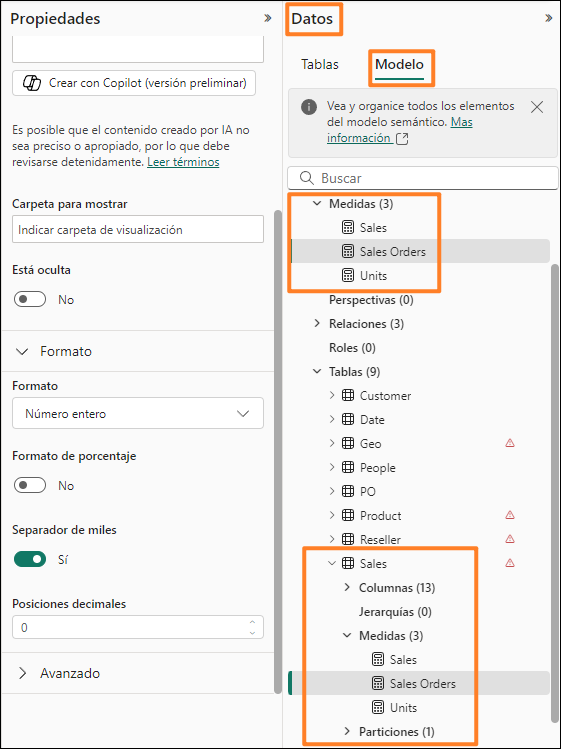 Propiedades
Crear con Copilot (versión preliminar)
Es posible que el contenido creado por IA no
sea preciso o apropiado, por lo que debe
revisarse detenidamente. Leer términos
Carpeta para mostrar
Indicar carpeta de visualización
Está oculta
No
Formato
Formato
Número entero
Formato de porcentaje
No
Separador de miles
Sí
Posiciones decimales
0
Avanzado
Datos
Tablas
Modelo
Vea y organice todos los elementos
del modelo semántico. Mas
información
Buscar
Medidas (3)
Sales
Sales Orders
Units
Perspectivas (0)
Relaciones (3)
Roles (0)
Tablas (9)
Customer
Date
Geo
People
PO
Product
Reseller
Sales
Columnas (13)
Jerarquías (0)
Medidas (3)
Sales
Sales Orders
Units
Particiones (1)